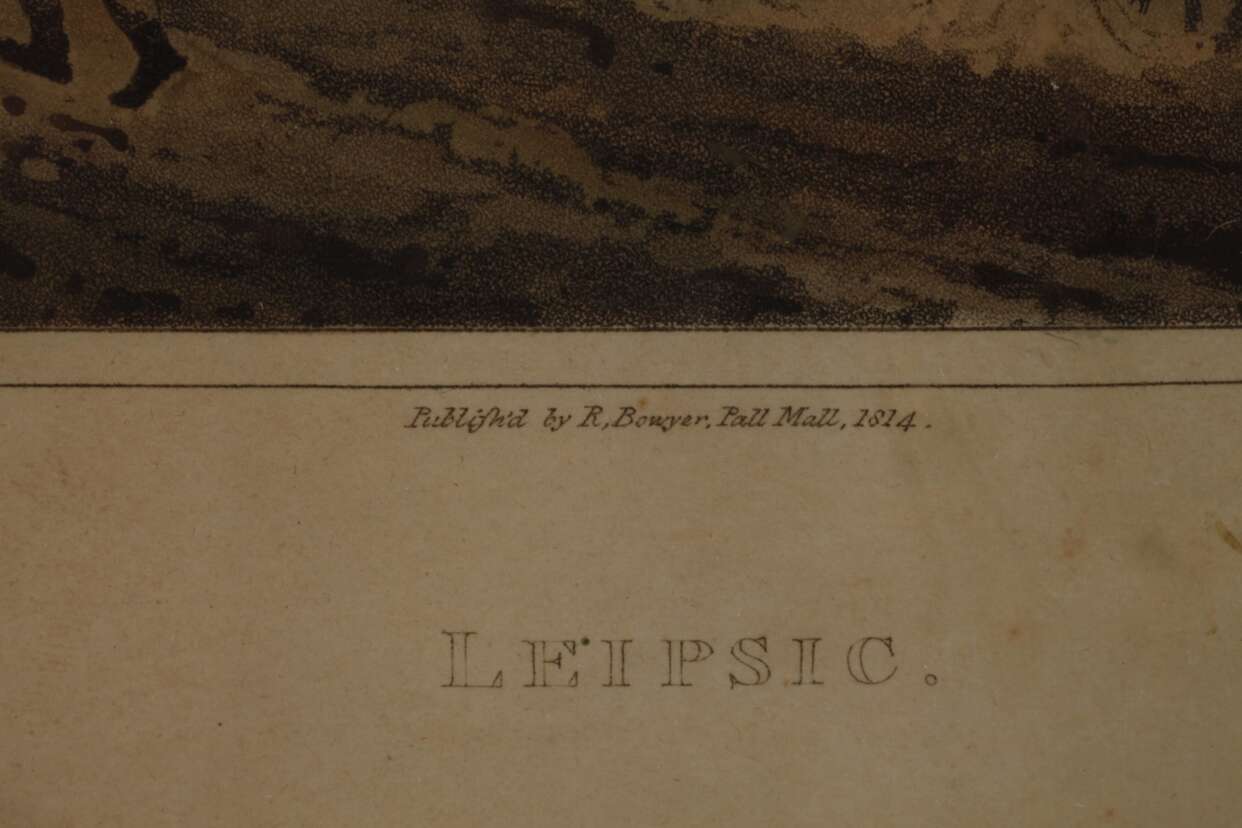 Publiſh'd by R, Bowyer, Pall Mall, 1814.
LEIPSIC.